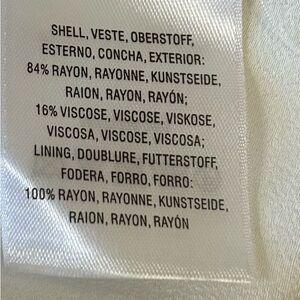 SHELL, VESTE, OBERSTOFF,
ESTERNO, CONCHA, EXTERIOR:
84% RAYON, RAYONNE, KUNSTSEIDE,
RAION, RAYON, RAYÓN;
16% VISCOSE, VISCOSE, VISKOSE,
VISCOSA, VISCOSE, VISCOSA;
LINING, DOUBLURE, FUTTERSTOFF,
FODERA, FORRO, FORRO:
100% RAYON, RAYONNE, KUNSTSEIDE,
RAION, RAYON, RAYÓN